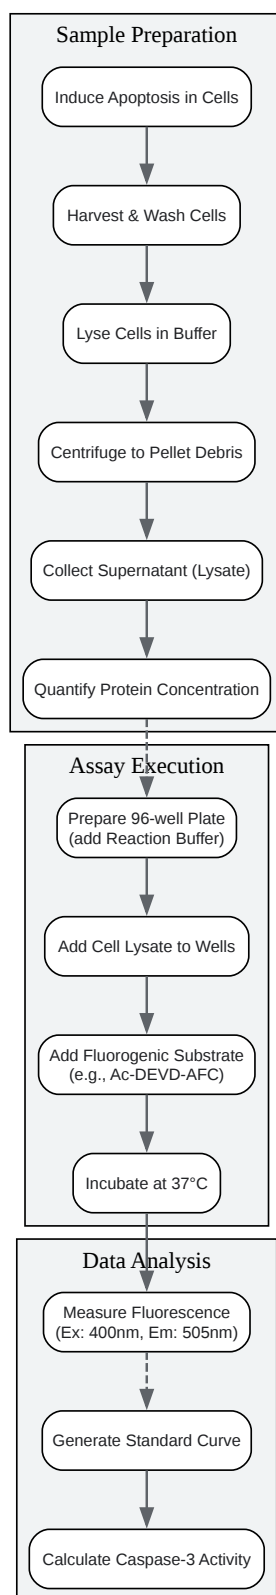 Sample Preparation
Induce Apoptosis in Cells
Harvest & Wash Cells
Lyse Cells in Buffer
Centrifuge to Pellet Debris
Collect Supernatant (Lysate)
Quantify Protein Concentration
Assay Execution
Prepare 96-well Plate
(add Reaction Buffer)
Add Cell Lysate to Wells
Add Fluorogenic Substrate
(e.g., Ac-DEVD-AFC)
Incubate at 37°C
Data Analysis
Measure Fluorescence
(Ex: 400nm, Em: 505nm)
Generate Standard Curve
Calculate Caspase-3 Activity